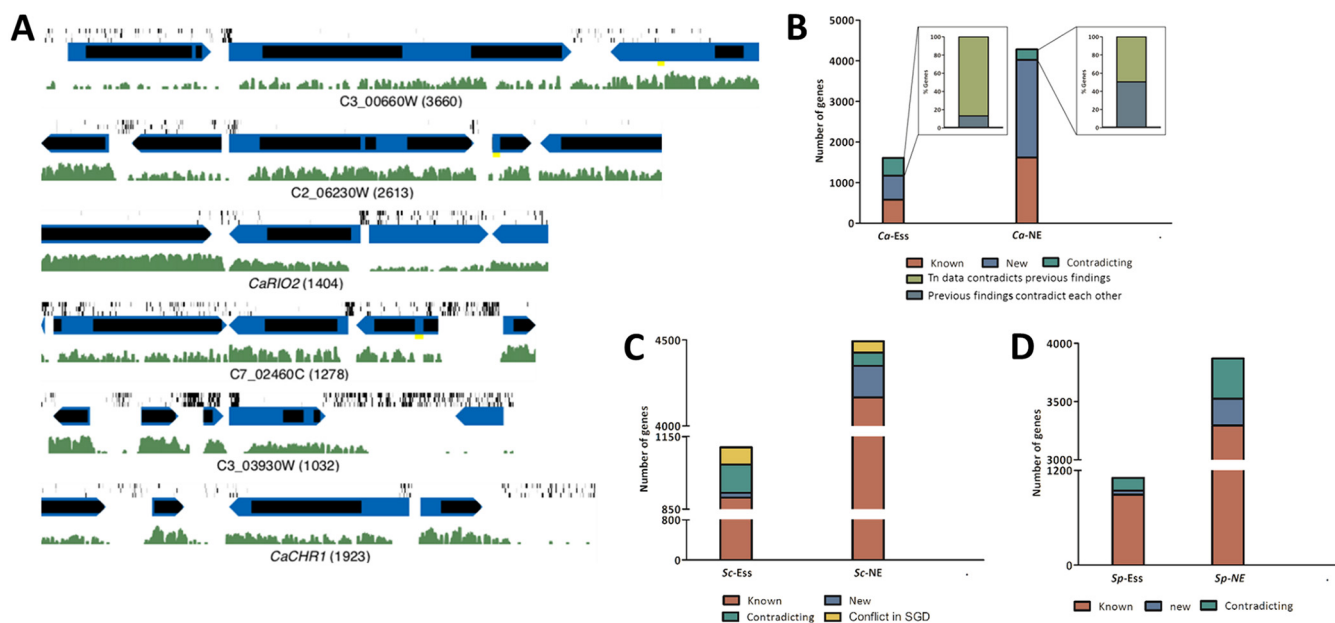 A
C3_00660W (3660)
C2_06230W (2613)
CaRIO2 (1404)
C7_02460C (1278)
C3_03930W (1032)
CaCHR1 (1923)
B
Number of genes
5000
4000
3000
2000
1000
0
% Genes
100
80
60
40
20
0
% Genes
100
80
60
40
20
0
Ca-Ess
Ca-NE
.
Known
New
Contradicting
Tn data contradicts previous findings
Previous findings contradict each other
C
Number of genes
4500
4000
1150
850
800
0
Sc-Ess
Sc-NE
.
Known
New
Contradicting
Conflict in SGD
D
Number of genes
4000
3500
3000
1200
0
Sp-Ess
Sp-NE
.
Known
new
Contradicting